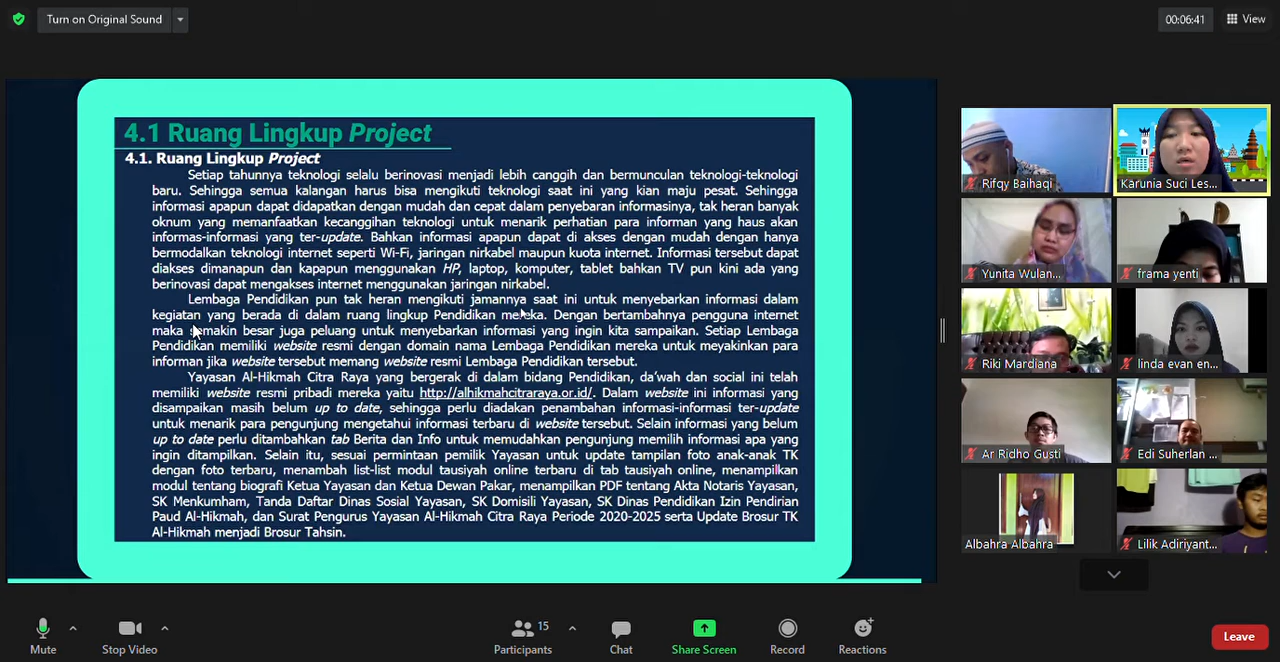 Turn on Original Sound
00:06:41
View
4.1 Ruang Lingkup Project
4.1. Ruang Lingkup Project
Setiap tahunnya teknologi selalu berinovasi menjadi lebih canggih dan bermunculan teknologi-teknologi
baru. Sehingga semua kalangan harus bisa mengikuti teknologi saat ini yang kian maju pesat. Sehingga
informasi apapun dapat didapatkan dengan mudah dan cepat dalam penyebaran informasinya, tak heran banyak
oknum yang memanfaatkan kecanggihan teknologi untuk menarik perhatian para informan yang haus akan
informas-informasi yang ter-update. Bahkan informasi apapun dapat di akses dengan mudah dengan hanya
bermodalkan teknologi internet seperti Wi-Fi, jaringan nirkabel maupun kuota internet. Informasi tersebut dapat
diakses dimanapun dan kapapun menggunakan HP, laptop, komputer, tablet bahkan TV pun kini ada yang
berinovasi dapat mengakses internet menggunakan jaringan nirkabel.
Lembaga Pendidikan pun tak heran mengikuti jamannya saat ini untuk menyebarkan informasi dalam
kegiatan yang berada di dalam ruang lingkup Pendidikan mereka. Dengan bertambahnya pengguna internet
maka semakin besar juga peluang untuk menyebarkan informasi yang ingin kita sampaikan. Setiap Lembaga
Pendidikan memiliki website resmi dengan domain nama Lembaga Pendidikan mereka untuk meyakinkan para
informan jika website tersebut memang website resmi Lembaga Pendidikan tersebut.
Yayasan Al-Hikmah Citra Raya yang bergerak di dalam bidang Pendidikan, da'wah dan social ini telah
memiliki website resmi pribadi mereka yaitu http://alhikmahcitraraya.or.id/. Dalam website ini informasi yang
disampaikan masih belum up to date, sehingga perlu diadakan penambahan informasi-informasi ter-update
untuk menarik para pengunjung mengetahui informasi terbaru di website tersebut. Selain informasi yang belum
up to date perlu ditambahkan tab Berita dan Info untuk memudahkan pengunjung memilih informasi apa yang
ingin ditampilkan. Selain itu, sesuai permintaan pemilik Yayasan untuk update tampilan foto anak-anak TK
dengan foto terbaru, menambah list-list modul tausiyah online terbaru di tab tausiyah online, menampilkan
modul tentang biografi Ketua Yayasan dan Ketua Dewan Pakar, menampilkan PDF tentang Akta Notaris Yayasan,
SK Menkumham, Tanda Daftar Dinas Sosial Yayasan, SK Domisili Yayasan, SK Dinas Pendidikan Izin Pendirian
Paud Al-Hikmah, dan Surat Pengurus Yayasan Al-Hikmah Citra Raya Periode 2020-2025 serta Update Brosur TK
Al-Hikmah menjadi Brosur Tahsin.
Rifqy Baihaqi
Karunia Suci Les...
Yunita Wulan...
frama yenti
Riki Mardiana
linda evan en...
Ar Ridho Gusti
Edi Suherlan ...
Albahra Albahra
Lilik Adiriyant...
Mute
Stop Video
15
Participants
Chat
Share Screen
Record
Reactions
Leave